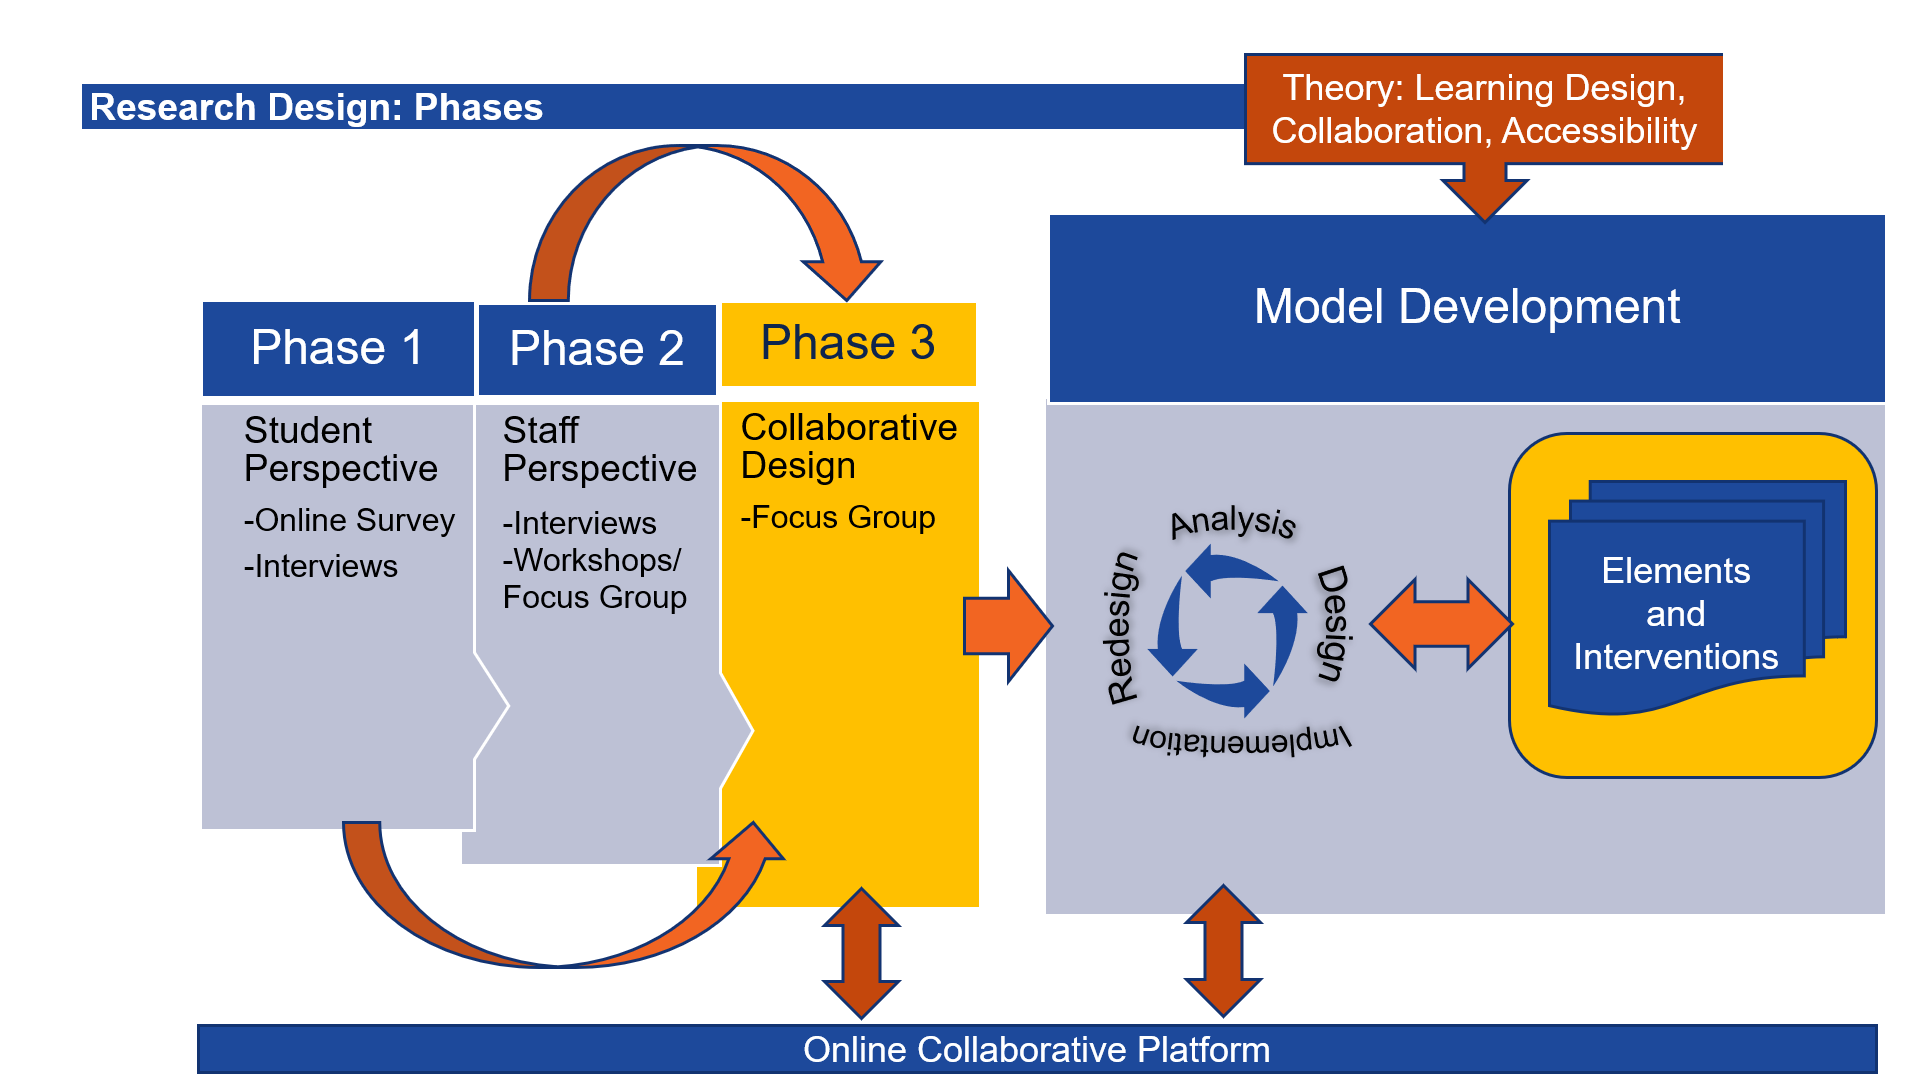 Research Design: Phases
Theory: Learning Design,
Collaboration, Accessibility
Model Development
Phase 1
Phase 2
Phase 3
Student
Perspective
-Online Survey
-Interviews
Staff
Perspective
-Interviews
-Workshops/
Focus Group
Collaborative
Design
-Focus Group
Analysis
Design
Implementation
Redesign
Elements
and
Interventions
Online Collaborative Platform